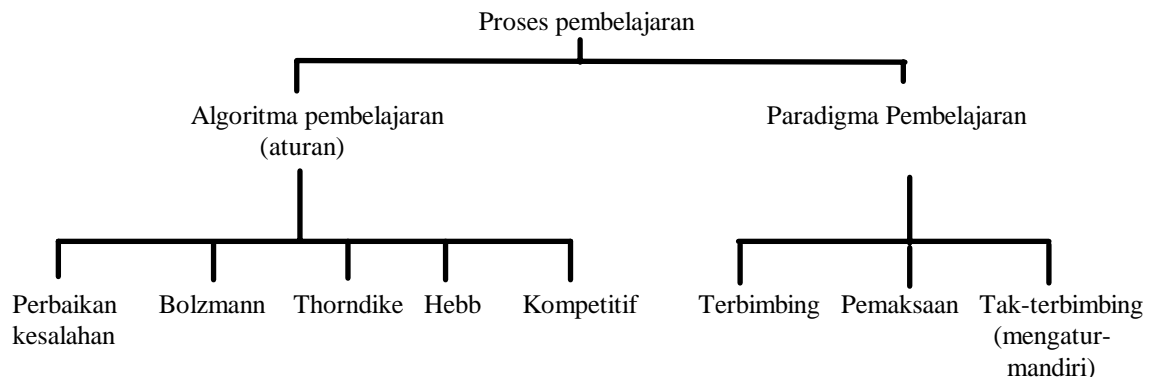 Proses pembelajaran
Algoritma pembelajaran
(aturan)
Paradigma Pembelajaran
Perbaikan
kesalahan
Bolzmann
Thorndike
Hebb
Kompetitif
Terbimbing
Pemaksaan
Tak-terbimbing
(mengatur-
mandiri)